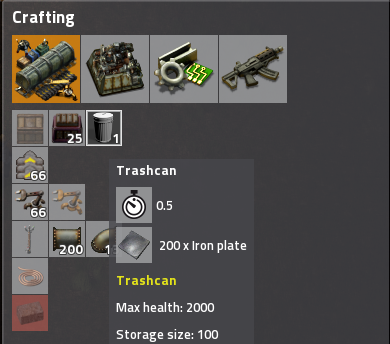 Crafting
25
1
66
66
200
Trashcan
0.5
200 x Iron plate
Trashcan
Max health: 2000
Storage size: 100